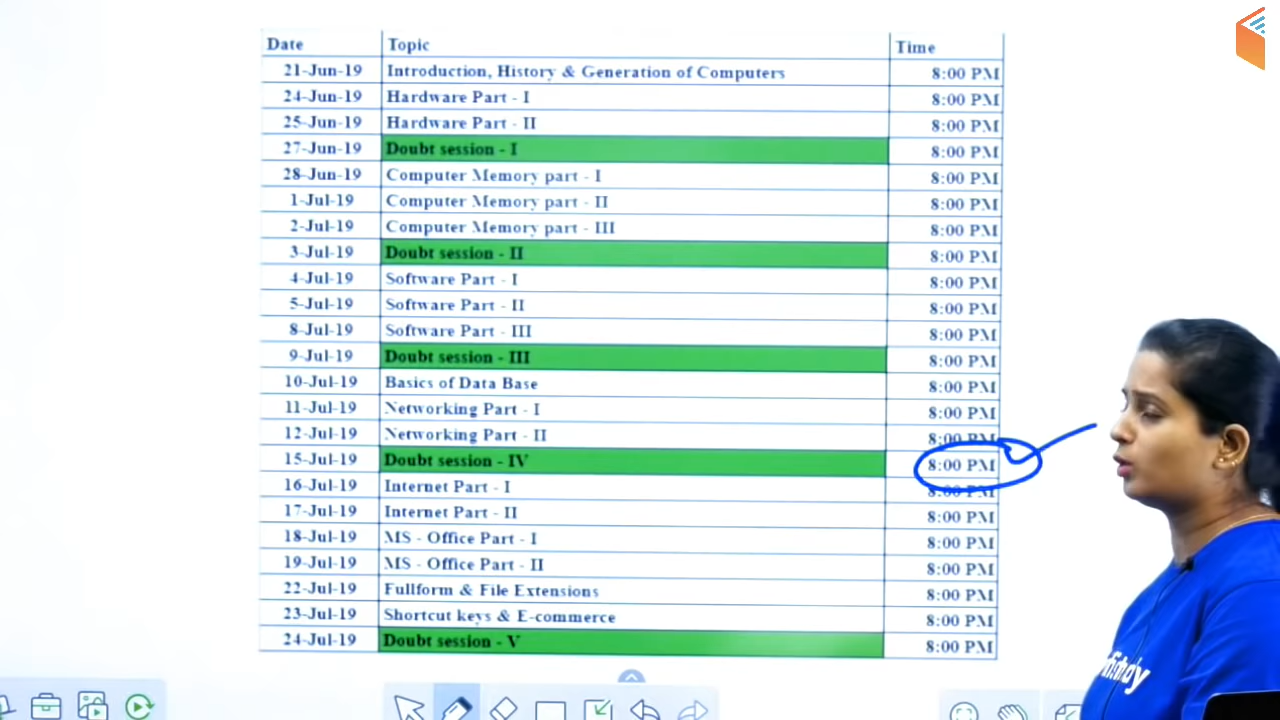 Date Topic Time
21-Jun-19 Introduction, History & Generation of Computers 8:00 PM
24-Jun-19 Hardware Part - I 8:00 PM
25-Jun-19 Hardware Part - II 8:00 PM
27-Jun-19 Doubt session - I 8:00 PM
28-Jun-19 Computer Memory part - I 8:00 PM
1-Jul-19 Computer Memory part - II 8:00 PM
2-Jul-19 Computer Memory part - III 8:00 PM
3-Jul-19 Doubt session - II 8:00 PM
4-Jul-19 Software Part - I 8:00 PM
5-Jul-19 Software Part - II 8:00 PM
8-Jul-19 Software Part - III 8:00 PM
9-Jul-19 Doubt session - III 8:00 PM
10-Jul-19 Basics of Data Base 8:00 PM
11-Jul-19 Networking Part - I 8:00 PM
12-Jul-19 Networking Part - II 8:00 PM
15-Jul-19 Doubt session - IV 8:00 PM
16-Jul-19 Internet Part - I 8:00 PM
17-Jul-19 Internet Part - II 8:00 PM
18-Jul-19 MS - Office Part - I 8:00 PM
19-Jul-19 MS - Office Part - II 8:00 PM
22-Jul-19 Fullform & File Extensions 8:00 PM
23-Jul-19 Shortcut keys & E-commerce 8:00 PM
24-Jul-19 Doubt session - V 8:00 PM